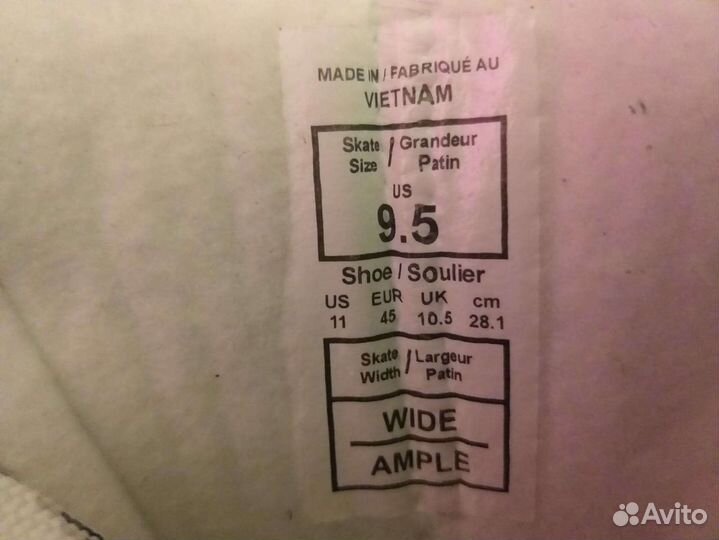 MADE IN / FABRIQUÉ AU
VIETNAM
Skate / Grandeur
Size Patin
US
9.5
Shoe / Soulier
US EUR UK cm
11 45 10.5 28.1
Skate / Largeur
Width Patin
WIDE
AMPLE
Avito